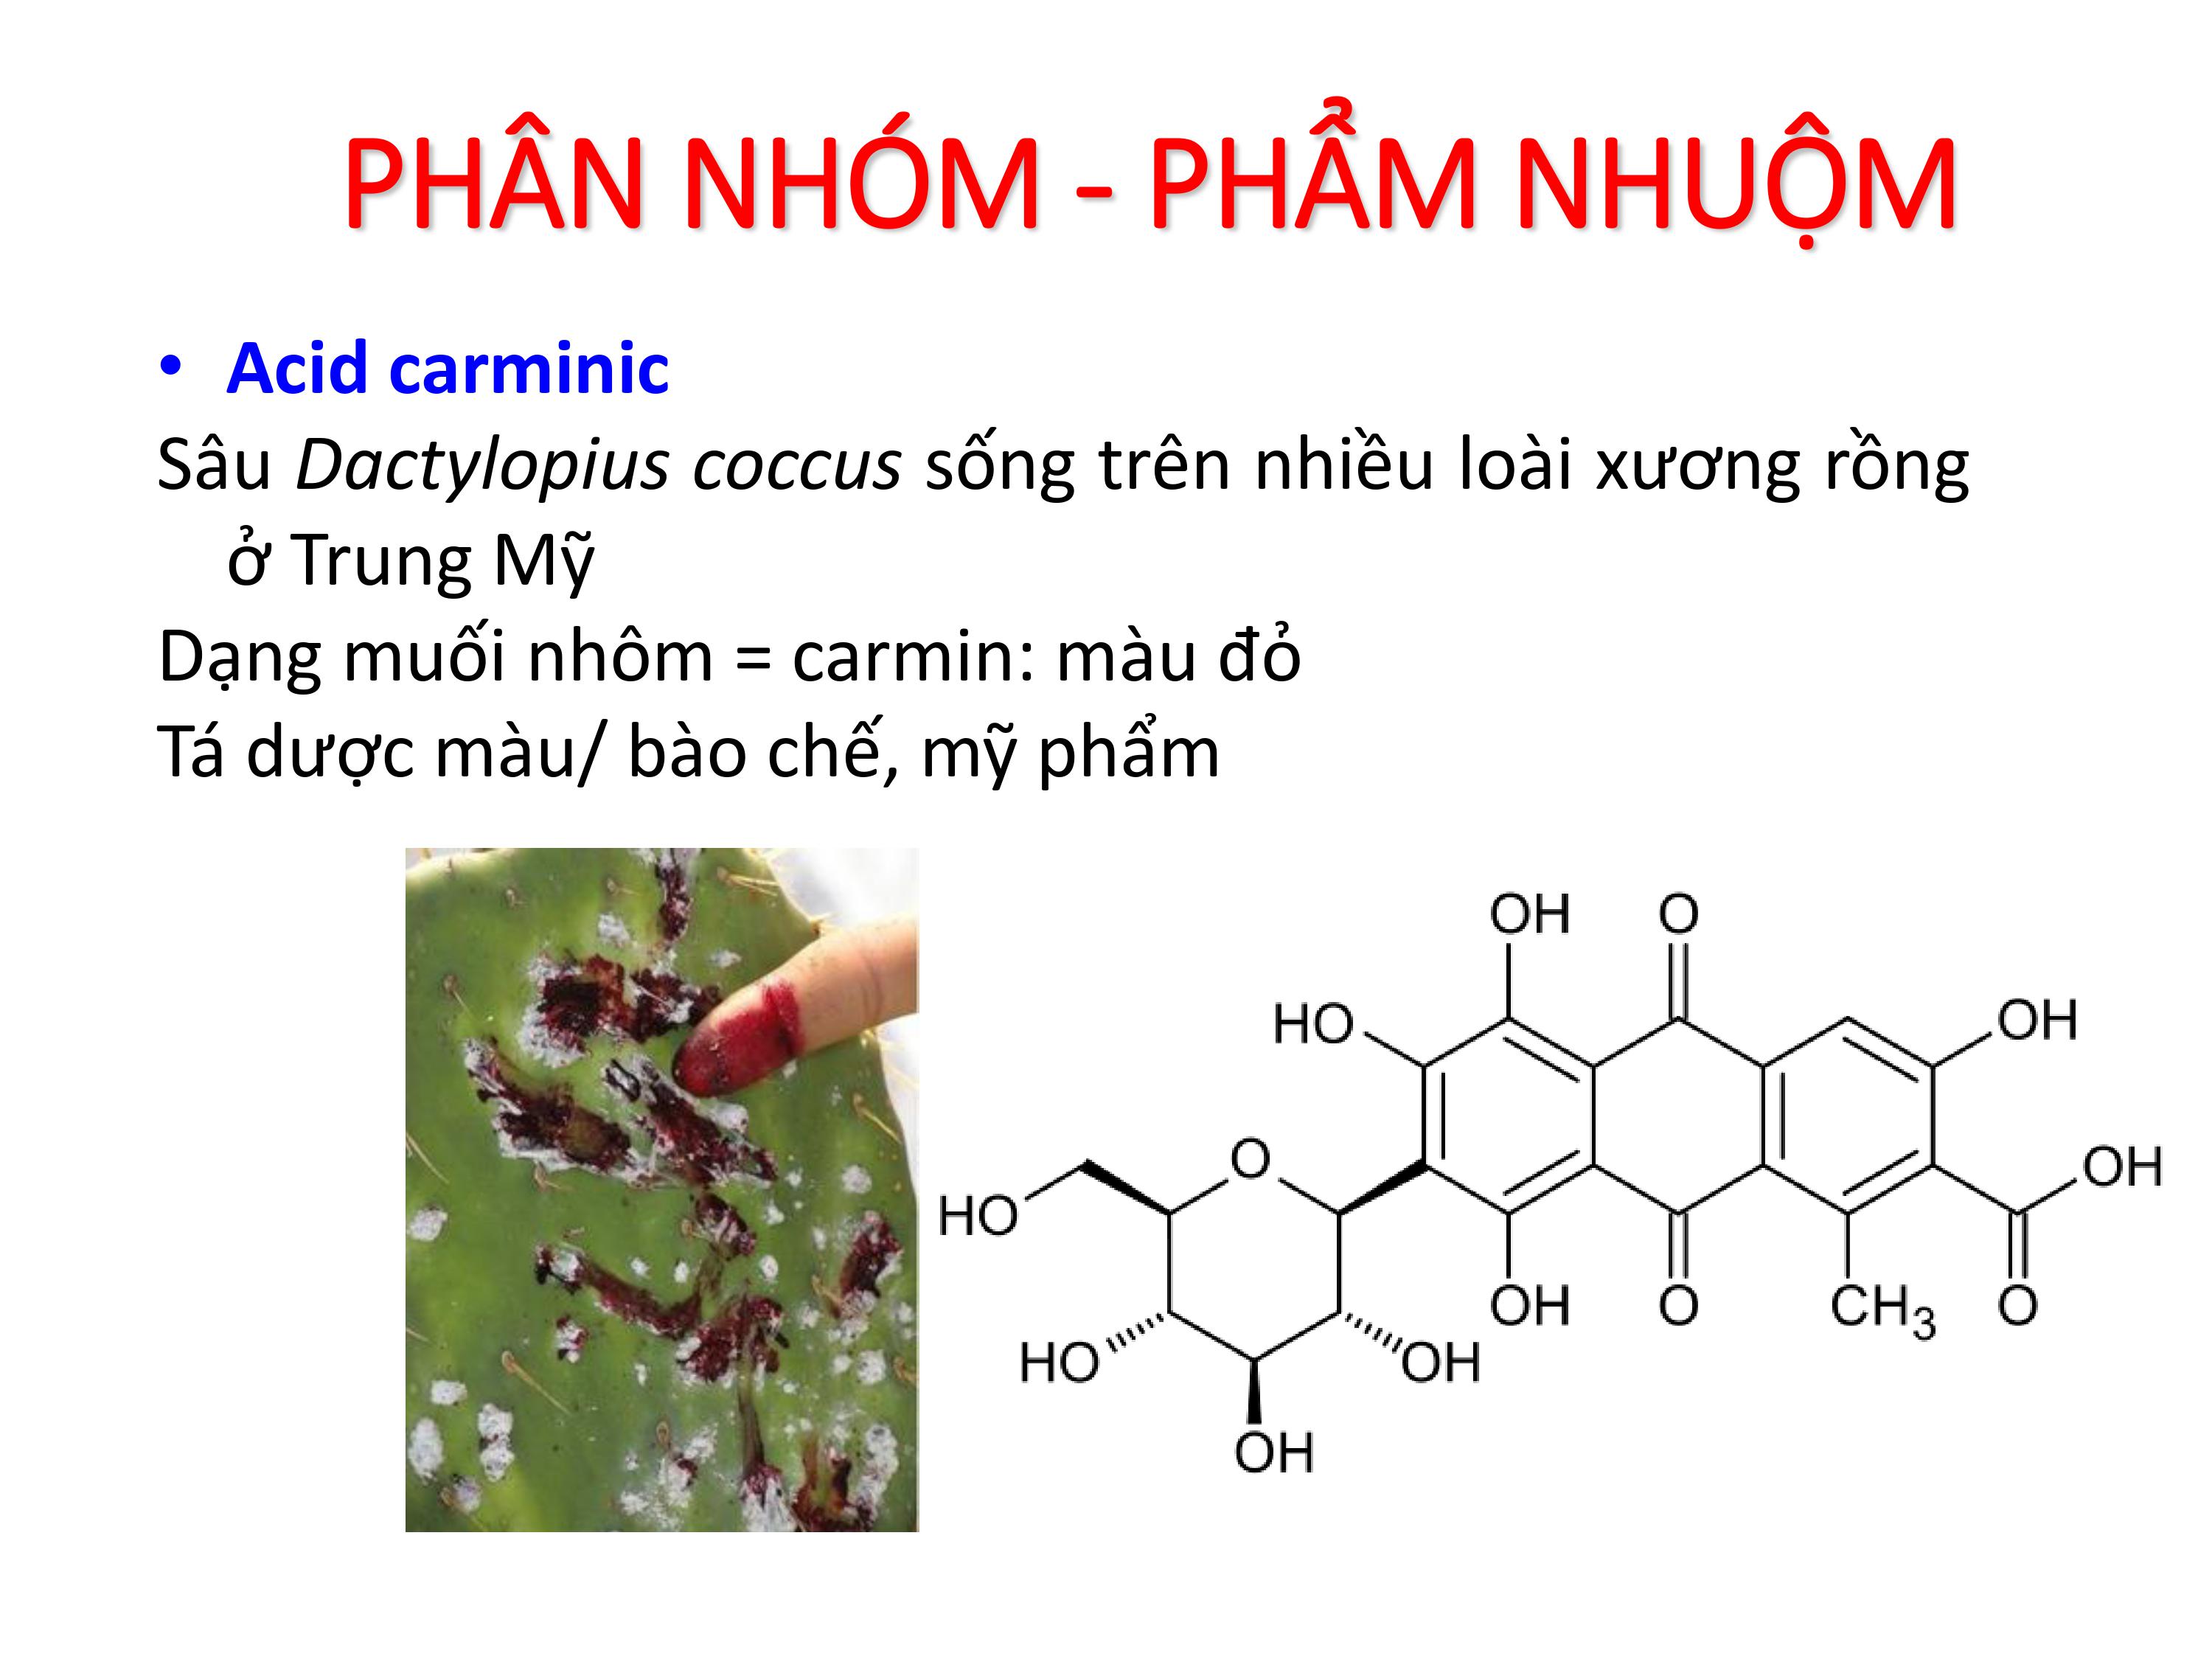 PHÂN NHÓM - PHẨM NHUỘM
• Acid carminic
Sâu Dactylopius coccus sống trên nhiều loài xương rồng
ở Trung Mỹ
Dạng muối nhôm = carmin: màu đỏ
Tá dược màu/ bào chế, mỹ phẩm
OH O
HO OH
O OH
HO
OH O CH3 O
HO OH
OH